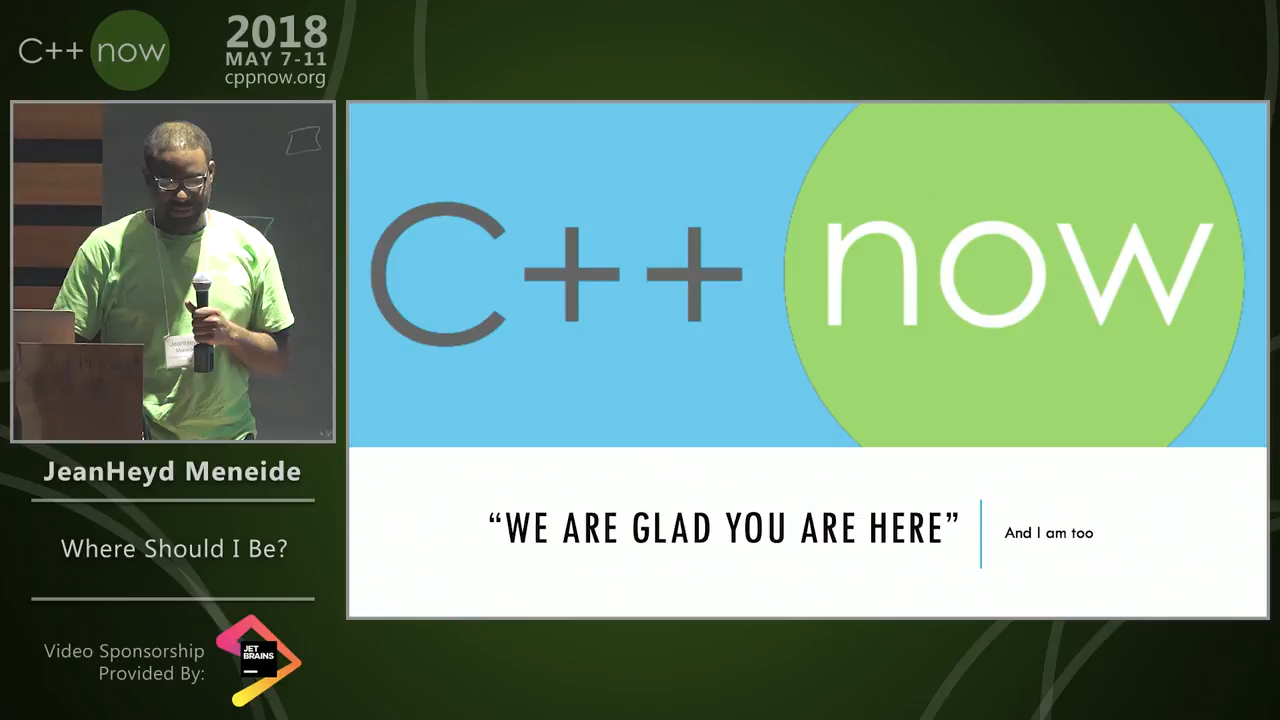 C++ now
2018
MAY 7-11
cppnow.org
C++ now
JeanHeyd
JeanHeyd Meneide
Where Should I Be?
Video Sponsorship
Provided By:
JET
BRAINS
“WE ARE GLAD YOU ARE HERE”
And I am too